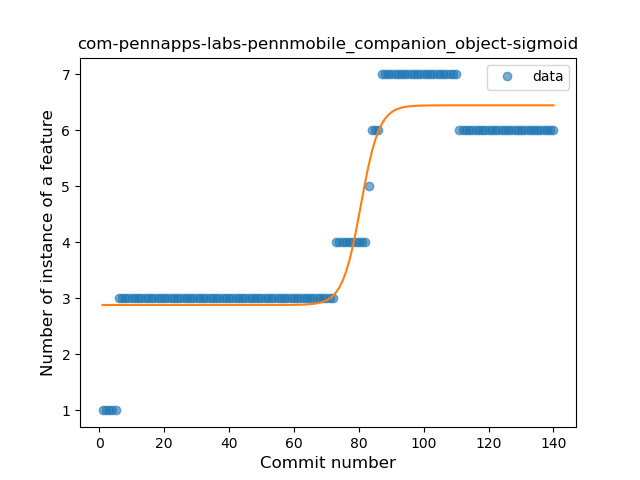 com-pennapps-labs-pennmobile_companion_object-sigmoid
data
Number of instance of a feature
7
6
5
4
3
2
1
0 20 40 60 80 100 120 140
Commit number